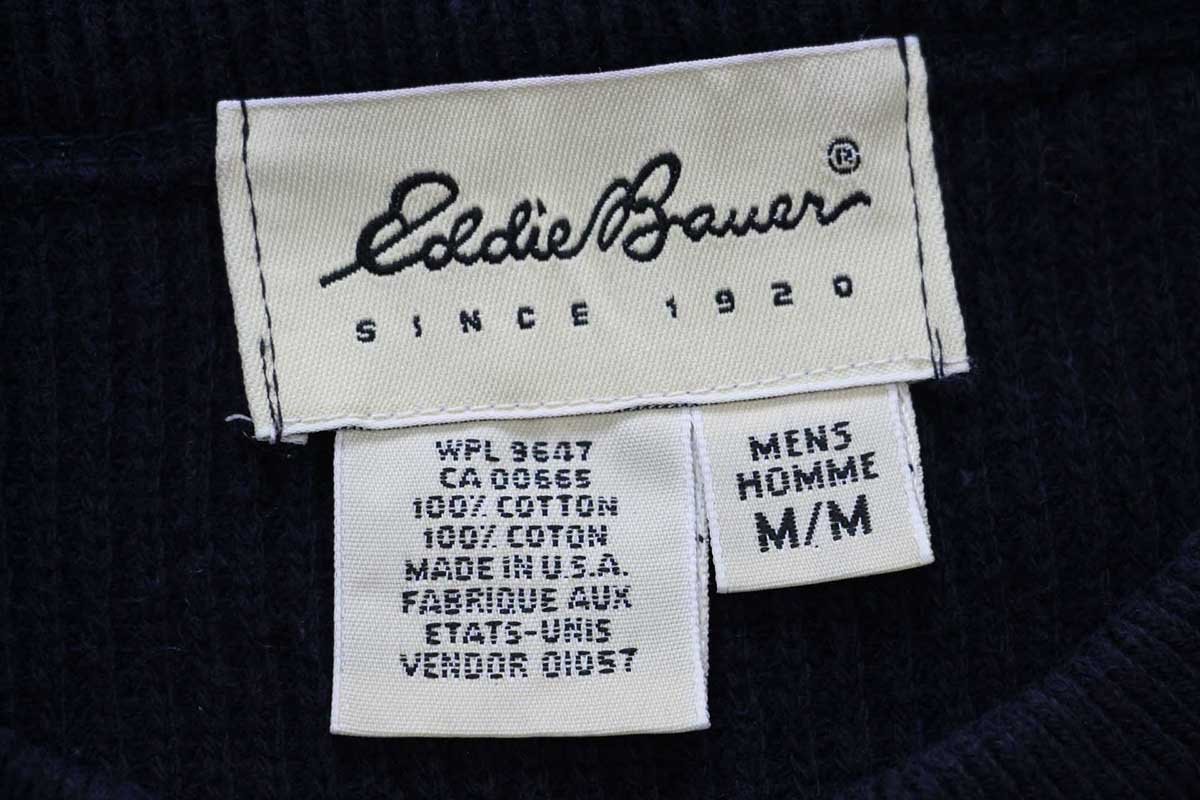 Eddie Bauer®
SINCE 1920
WPL 9647
CA 00665
100% COTTON
100% COTON
MADE IN U.S.A.
FABRIQUE AUX
ETATS-UNIS
VENDOR 01057
MENS
HOMME
M/M